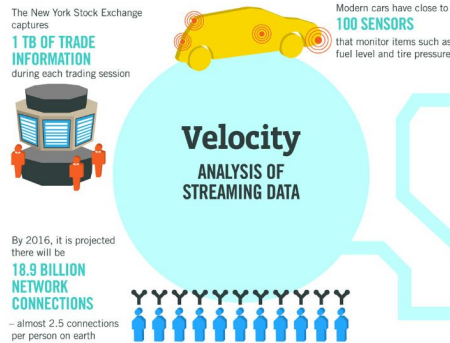 The New York Stock Exchange
captures
1 TB OF TRADE
INFORMATION
during each trading session
Modern cars have close to
100 SENSORS
that monitor items such as
fuel level and tire pressure
Velocity
ANALYSIS OF
STREAMING DATA
By 2016, it is projected
there will be
18.9 BILLION
NETWORK
CONNECTIONS
– almost 2.5 connections
per person on earth